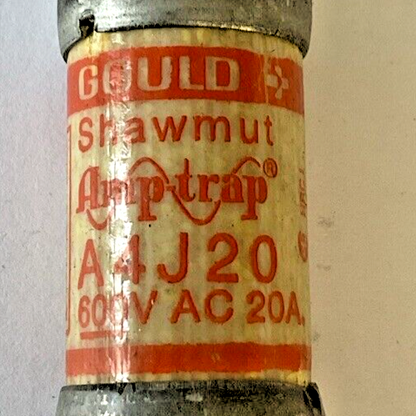 GOULD
Shawmut
Amp-trap®
A4J20
600V AC 20A.